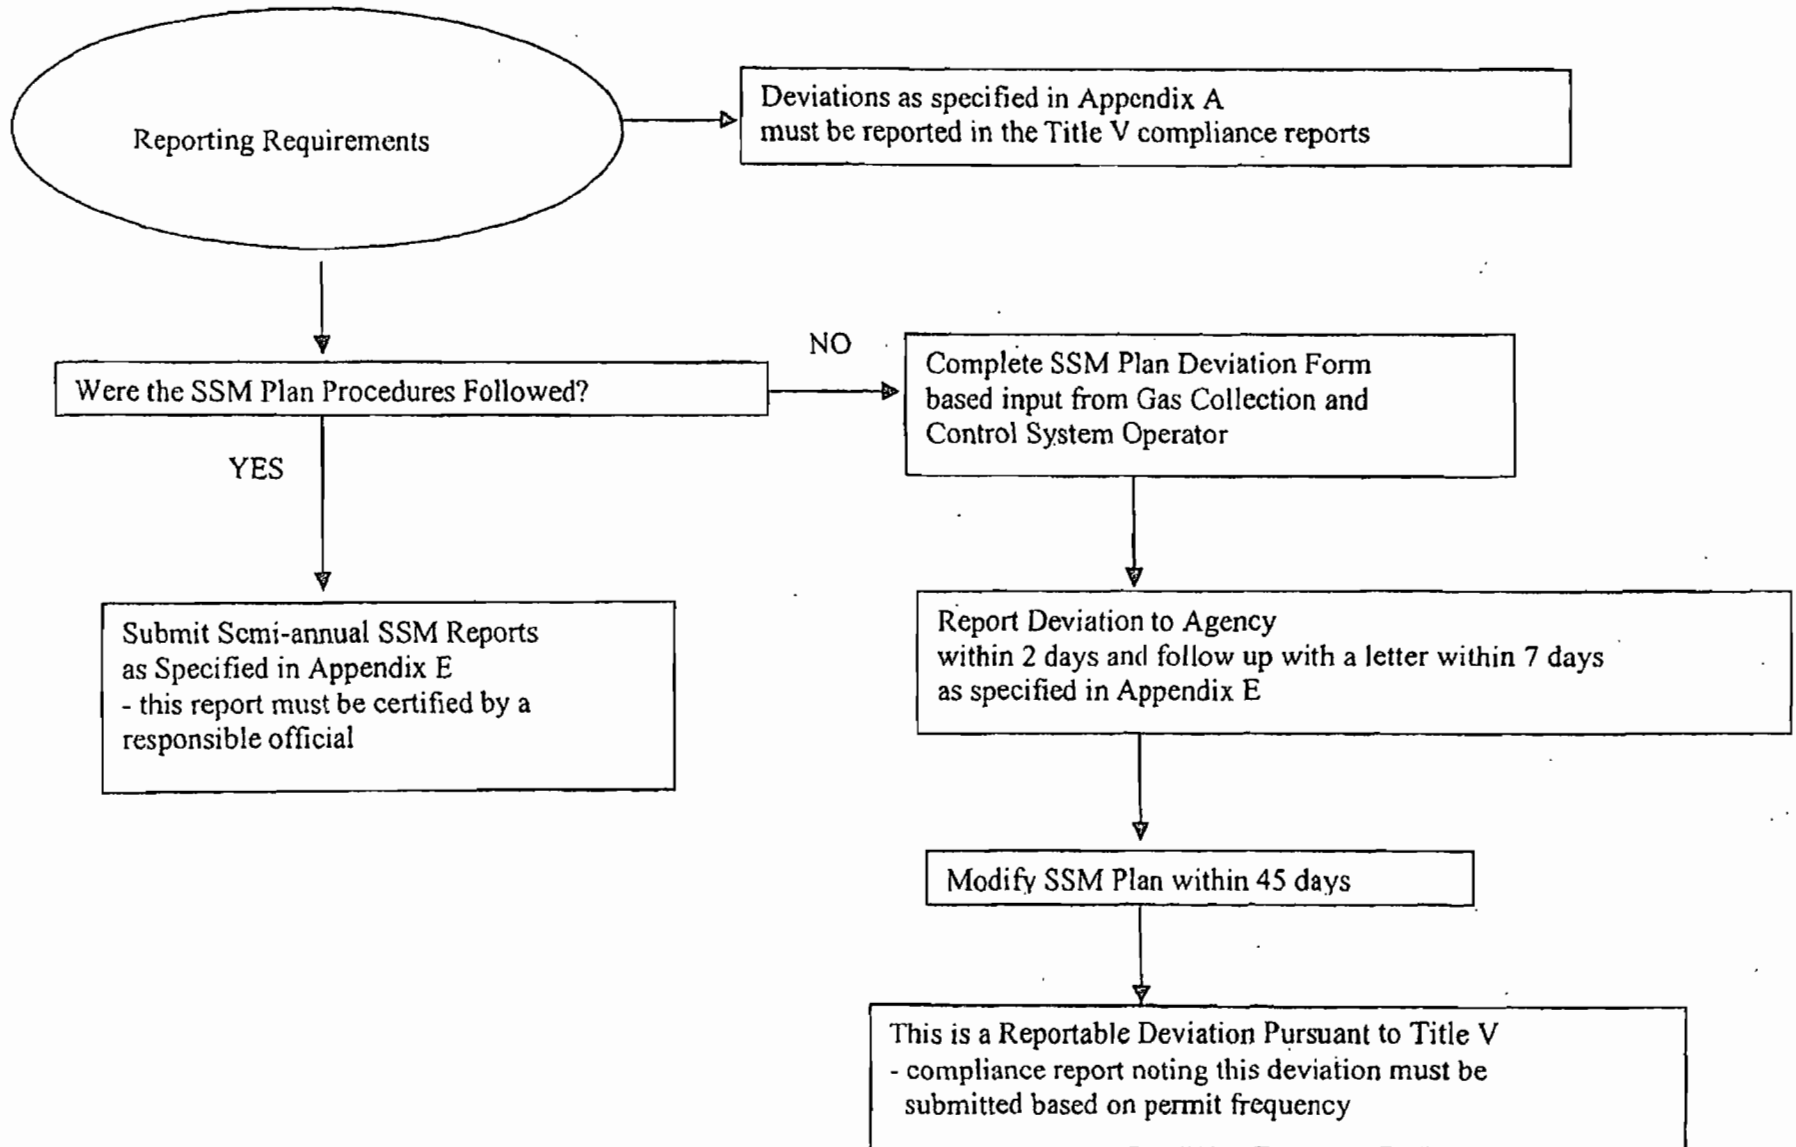 Reporting Requirements
Deviations as specified in Appendix A
must be reported in the Title V compliance reports
Were the SSM Plan Procedures Followed?
NO
Complete SSM Plan Deviation Form
based input from Gas Collection and
Control System Operator
YES
Submit Semi-annual SSM Reports
as Specified in Appendix E
- this report must be certified by a
responsible official
Report Deviation to Agency
within 2 days and follow up with a letter within 7 days
as specified in Appendix E
Modify SSM Plan within 45 days
This is a Reportable Deviation Pursuant to Title V
- compliance report noting this deviation must be
submitted based on permit frequency